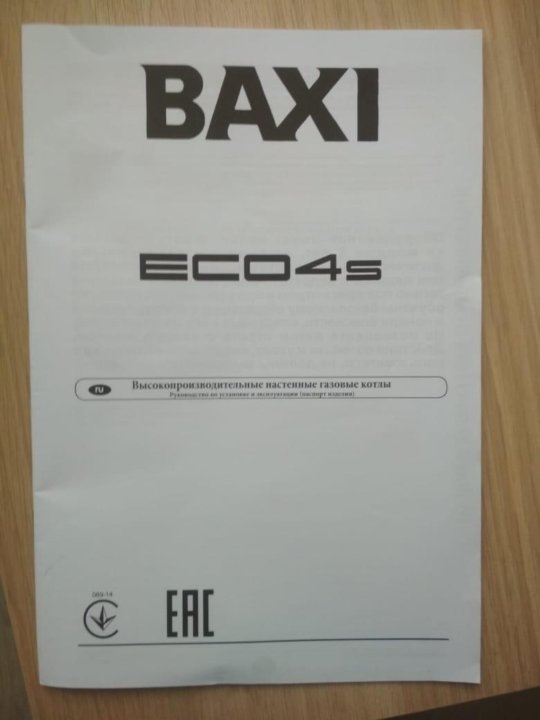 BAXI
ECO4s
ru
Высокопроизводительные настенные газовые котлы
Руководство по установке и эксплуатации (паспорт изделия)
069-14
EAC